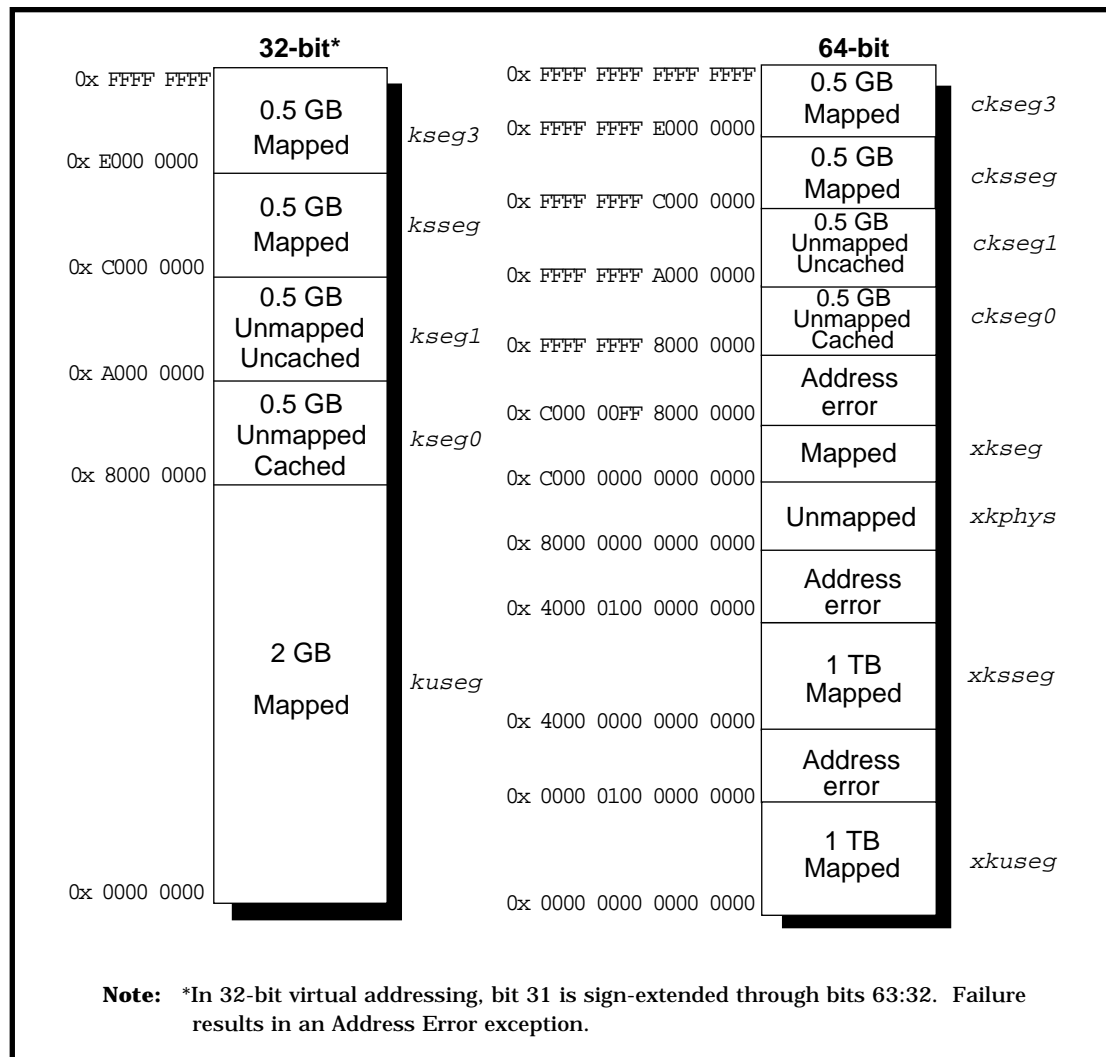 32-bit*
0x FFFF FFFF
0.5 GB
Mapped
kseg3
0x E000 0000
0.5 GB
Mapped
ksseg
0x C000 0000
0.5 GB
Unmapped
Uncached
kseg1
0x A000 0000
0.5 GB
Unmapped
Cached
kseg0
0x 8000 0000
2 GB
Mapped
kuseg
0x 0000 0000
64-bit
0x FFFF FFFF FFFF FFFF
0.5 GB
Mapped
ckseg3
0x FFFF FFFF E000 0000
0.5 GB
Mapped
cksseg
0x FFFF FFFF C000 0000
0.5 GB
Unmapped
Uncached
ckseg1
0x FFFF FFFF A000 0000
0.5 GB
Unmapped
Cached
ckseg0
0x FFFF FFFF 8000 0000
Address
error
0x C000 00FF 8000 0000
Mapped
xkseg
0x C000 0000 0000 0000
Unmapped
xkphys
0x 8000 0000 0000 0000
Address
error
0x 4000 0100 0000 0000
1 TB
Mapped
xksseg
0x 4000 0000 0000 0000
Address
error
0x 0000 0100 0000 0000
1 TB
Mapped
xkuseg
0x 0000 0000 0000 0000
Note: *In 32-bit virtual addressing, bit 31 is sign-extended through bits 63:32. Failure
results in an Address Error exception.